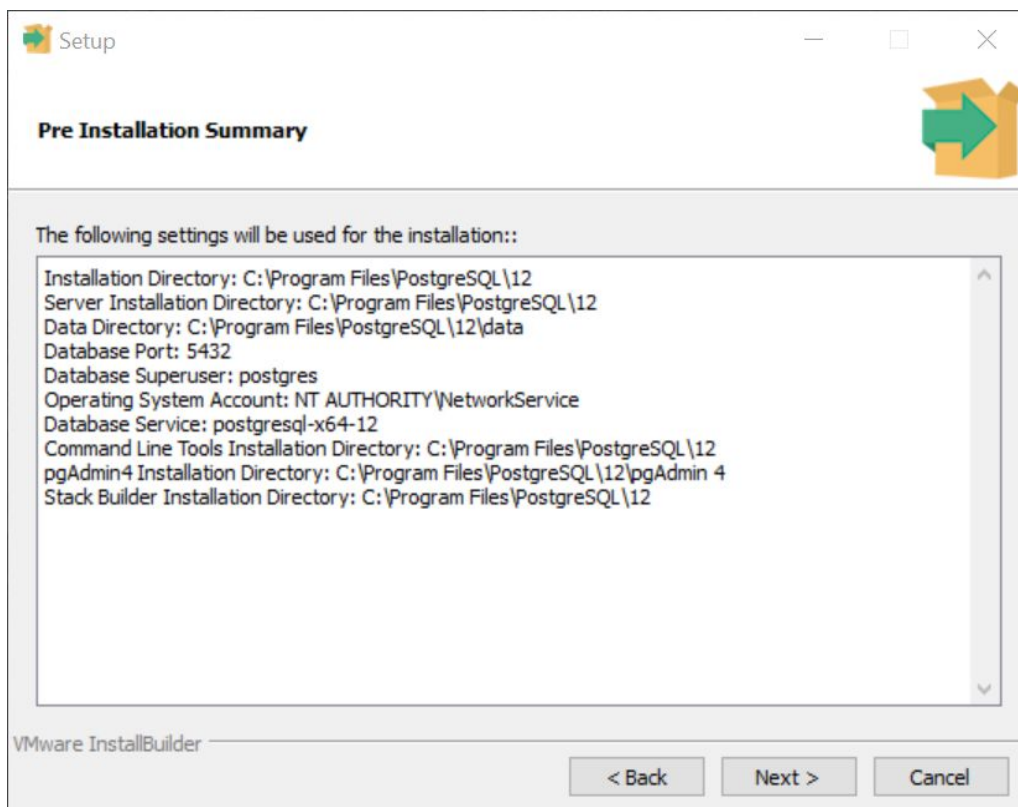 Setup
Pre Installation Summary
The following settings will be used for the installation::
Installation Directory: C:\Program Files\PostgreSQL\12
Server Installation Directory: C:\Program Files\PostgreSQL\12
Data Directory: C:\Program Files\PostgreSQL\12\data
Database Port: 5432
Database Superuser: postgres
Operating System Account: NT AUTHORITY\NetworkService
Database Service: postgresql-x64-12
Command Line Tools Installation Directory: C:\Program Files\PostgreSQL\12
pgAdmin4 Installation Directory: C:\Program Files\PostgreSQL\12\pgAdmin 4
Stack Builder Installation Directory: C:\Program Files\PostgreSQL\12
VMware InstallBuilder
< Back Next > Cancel